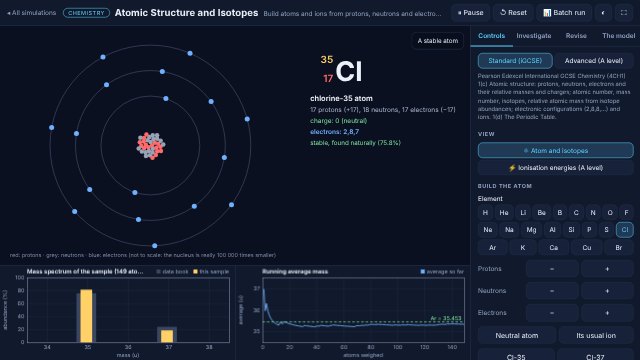 ◂ All simulations CHEMISTRY Atomic Structure and Isotopes Build atoms and ions from protons, neutrons and electro... Pause Reset Batch run
A stable atom
35
17 Cl
chlorine-35 atom
17 protons (+17), 18 neutrons, 17 electrons (−17)
charge: 0 (neutral)
electrons: 2,8,7
stable, found naturally (75.8%)
red: protons · grey: neutrons · blue: electrons (not to scale: the nucleus is really 100 000 times smaller)
Mass spectrum of the sample (149 ato... data book this sample
abundance (%)
100
80
60
40
20
0
34 35 36 37 38
mass (u)
Running average mass average so far
average (u)
37
36
35
Ar = 35.453
0 20 40 60 80 100 120 140
atoms weighed
Controls Investigate Revise The model
Standard (IGCSE) Advanced (A level)
Pearson Edexcel International GCSE Chemistry (4CH1)
1(c) Atomic structure: protons, neutrons, electrons and
their relative masses and charges; atomic number, mass
number, isotopes, relative atomic mass from isotope
abundances; electronic configurations (2,8,8,...) and
ions. 1(d) The Periodic Table.
VIEW
Atom and isotopes
Ionisation energies (A level)
BUILD THE ATOM
Element
H He Li Be B C N O F
Ne Na Mg Al Si P S Cl
Ar K Ca Cu Br
Protons − +
Neutrons − +
Electrons − +
Neutral atom Its usual ion
Cl-35 Cl-37